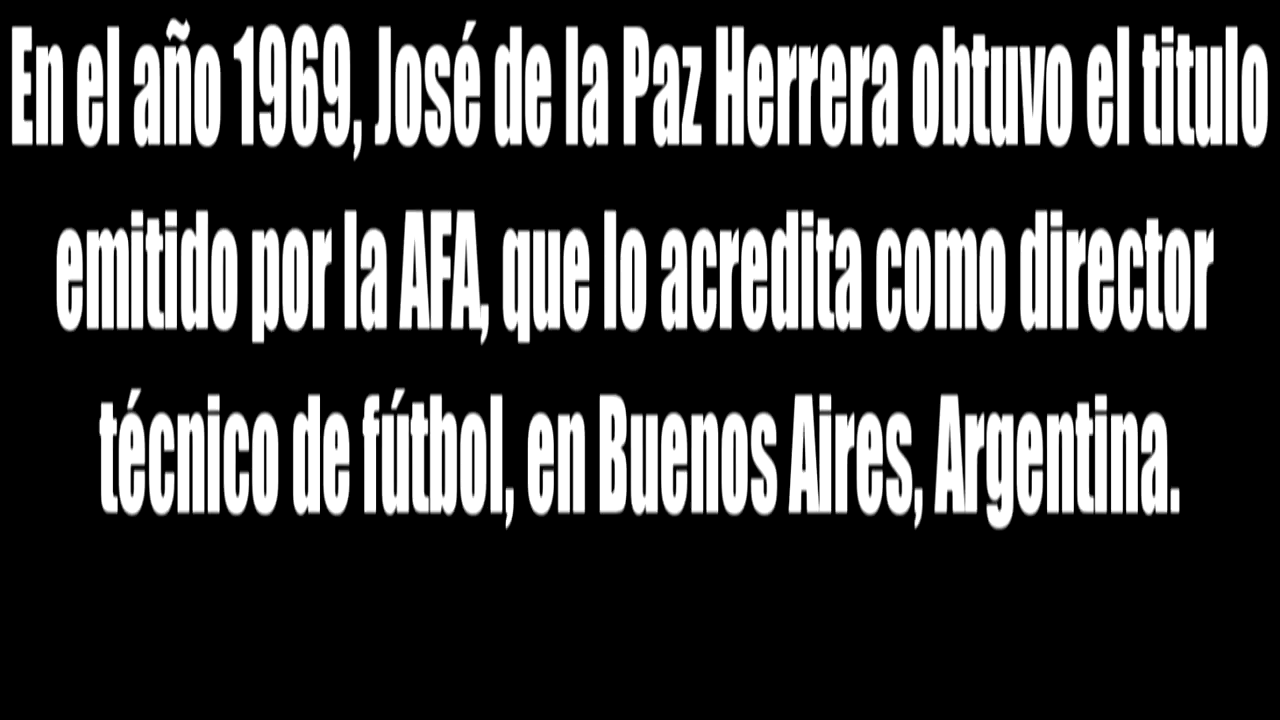 En el año 1969, José de la Paz Herrera obtuvo el titulo
emitido por la AFA, que lo acredita como director
técnico de fútbol, en Buenos Aires, Argentina.